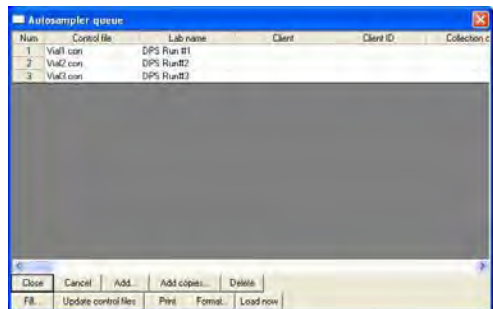 Autosampler queue
Num Control file Lab name Client Client ID Collection c
1 Vial1.con DPS Run #1
2 Vial2.con DPS Run#2
3 Vial3.con DPS Run#3
Close Cancel Add... Add copies... Delete
Fill... Update control files Print Format... Load now